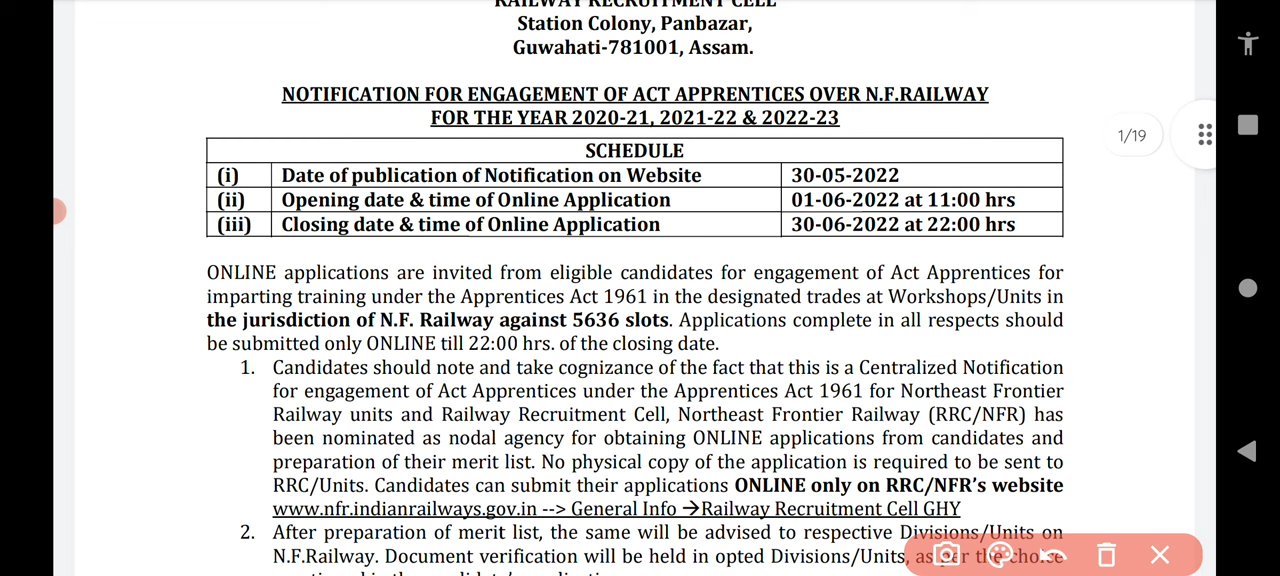 RAILWAY RECRUITMENT CELL
Station Colony, Panbazar,
Guwahati-781001, Assam.
NOTIFICATION FOR ENGAGEMENT OF ACT APPRENTICES OVER N.F.RAILWAY
FOR THE YEAR 2020-21, 2021-22 & 2022-23
1/19
SCHEDULE
(i) Date of publication of Notification on Website 30-05-2022
(ii) Opening date & time of Online Application 01-06-2022 at 11:00 hrs
(iii) Closing date & time of Online Application 30-06-2022 at 22:00 hrs
ONLINE applications are invited from eligible candidates for engagement of Act Apprentices for
imparting training under the Apprentices Act 1961 in the designated trades at Workshops/Units in
the jurisdiction of N.F. Railway against 5636 slots. Applications complete in all respects should
be submitted only ONLINE till 22:00 hrs. of the closing date.
1. Candidates should note and take cognizance of the fact that this is a Centralized Notification
for engagement of Act Apprentices under the Apprentices Act 1961 for Northeast Frontier
Railway units and Railway Recruitment Cell, Northeast Frontier Railway (RRC/NFR) has
been nominated as nodal agency for obtaining ONLINE applications from candidates and
preparation of their merit list. No physical copy of the application is required to be sent to
RRC/Units. Candidates can submit their applications ONLINE only on RRC/NFR's website
www.nfr.indianrailways.gov.in --> General Info →Railway Recruitment Cell GHY
2. After preparation of merit list, the same will be advised to respective Divisions/Units on
N.F.Railway. Document verification will be held in opted Divisions/Units, as per the choice